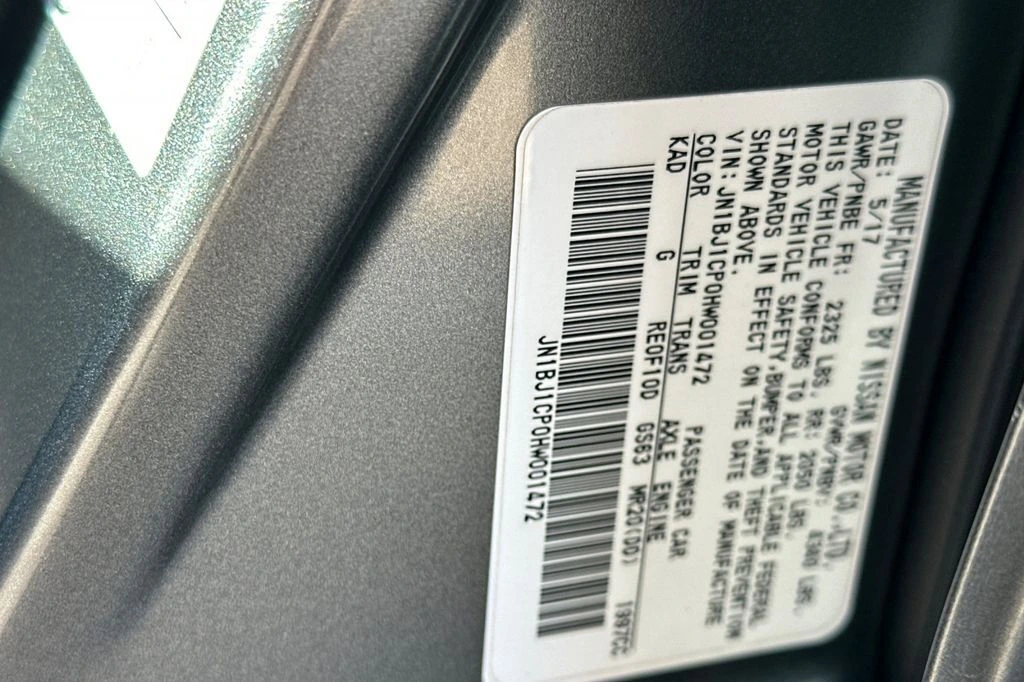 MANUFACTURED BY NISSAN MOTOR CO.,LTD.
DATE: 5/17 GVWR/PNBV: 4380 LBS.
GAWR/PNBE FR: 2325 LBS. RR: 2050 LBS.
THIS VEHICLE CONFORMS TO ALL APPLICABLE FEDERAL
MOTOR VEHICLE SAFETY,BUMPER,AND THEFT PREVENTION
STANDARDS IN EFFECT ON THE DATE OF MANUFACTURE
SHOWN ABOVE.
VIN:JN1BJ1CP0HW001472 PASSENGER CAR
COLOR TRIM TRANS AXLE ENGINE
KAD G RE0F10D GS63 MR20(DD) 1997CC
JN1BJ1CP0HW001472